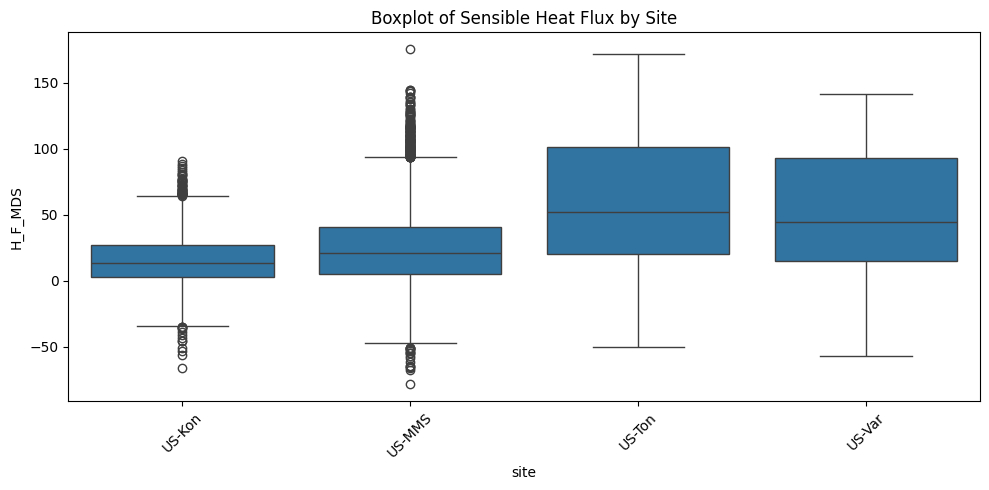 Boxplot of Sensible Heat Flux by Site
H_F_MDS
150
100
50
0
−50
US-Kon
US-MMS
US-Ton
US-Var
site